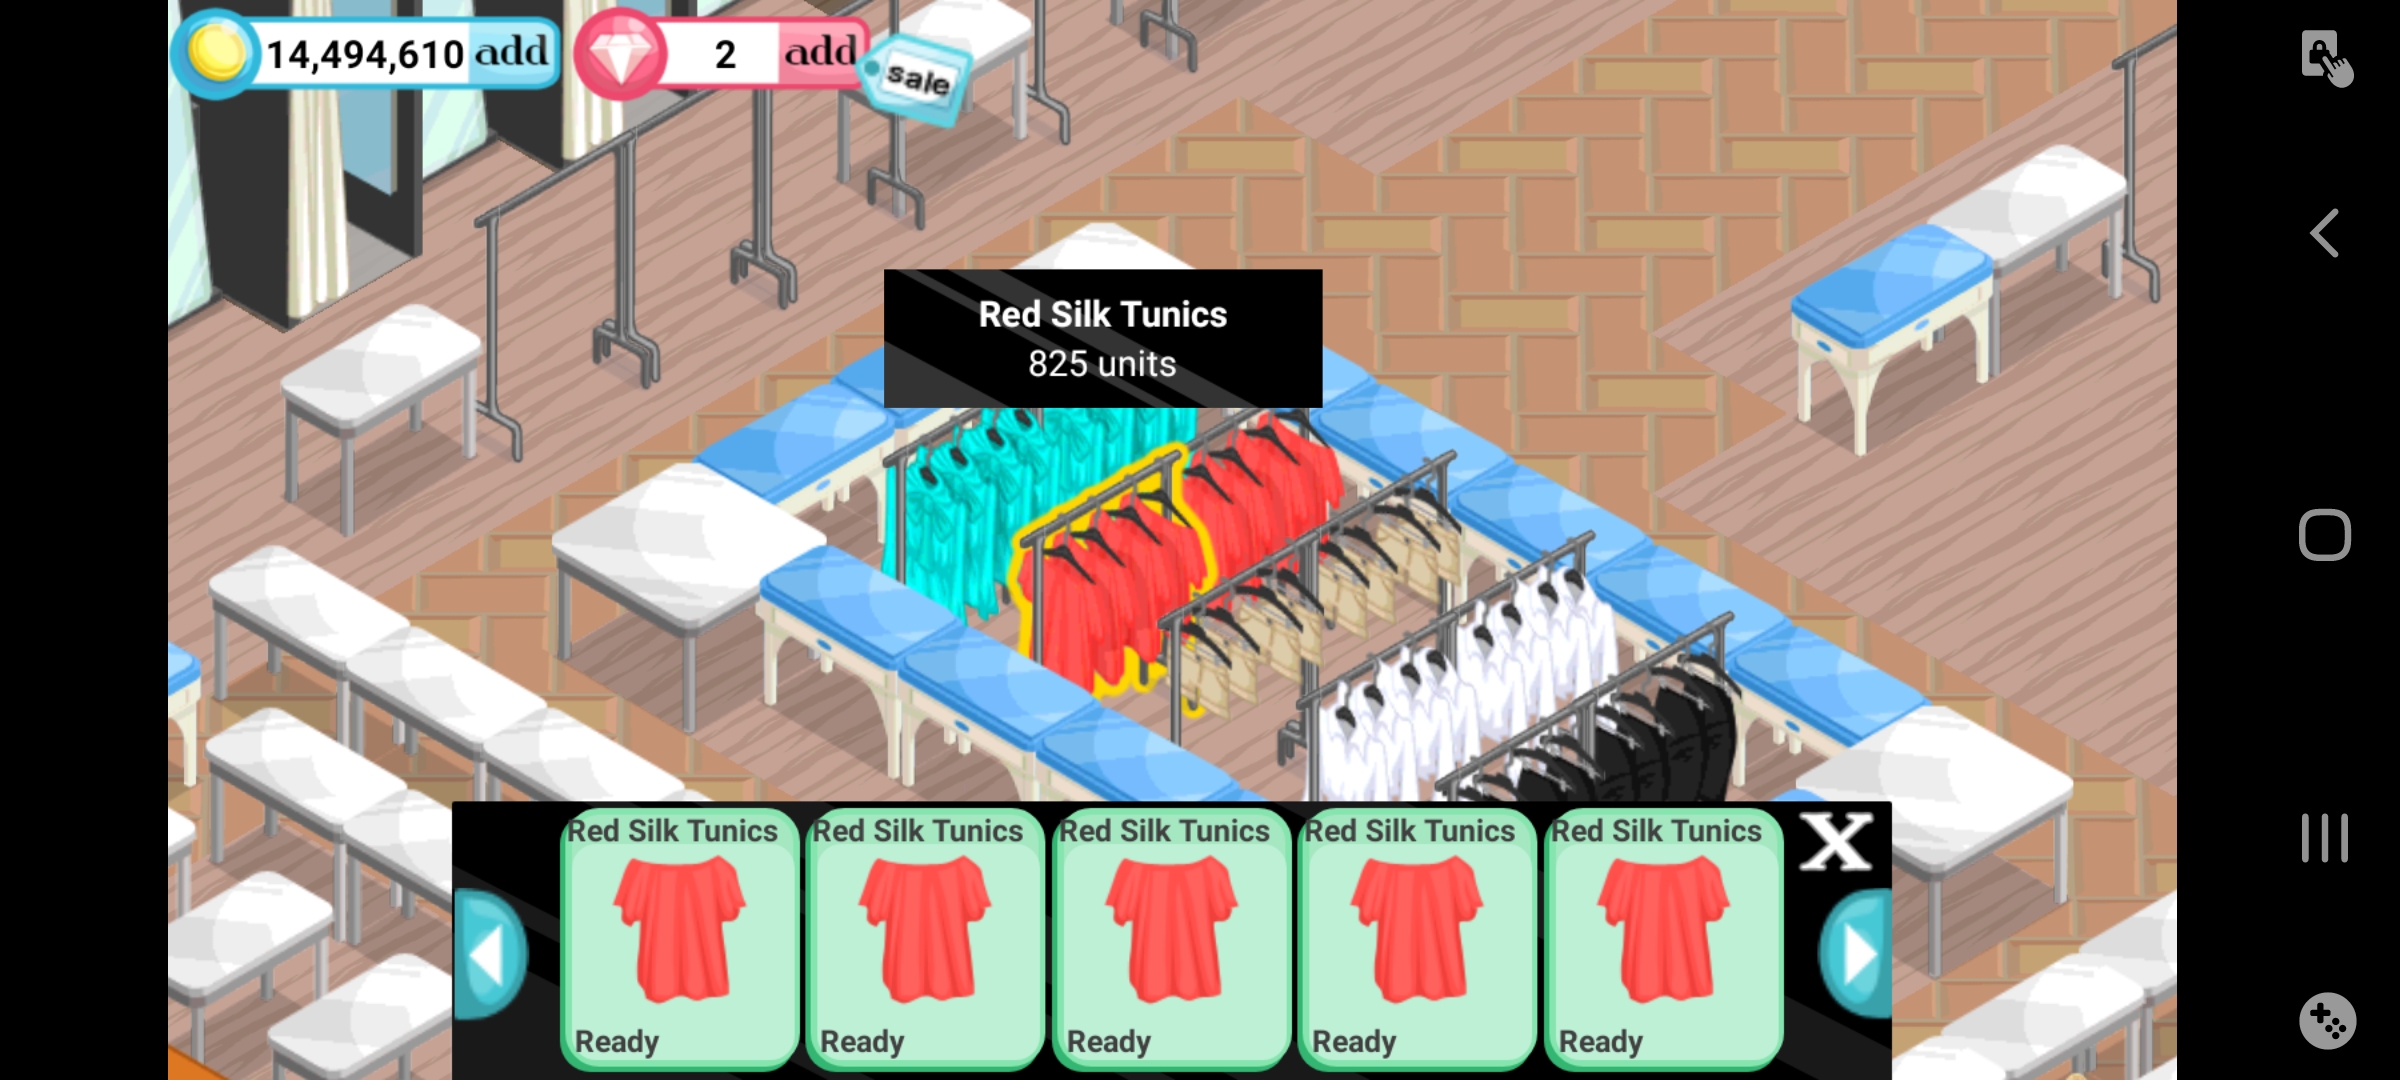 14,494,610 add
2 add
sale
Red Silk Tunics
825 units
Red Silk Tunics
Red Silk Tunics
Red Silk Tunics
Red Silk Tunics
Red Silk Tunics
X
Ready
Ready
Ready
Ready
Ready